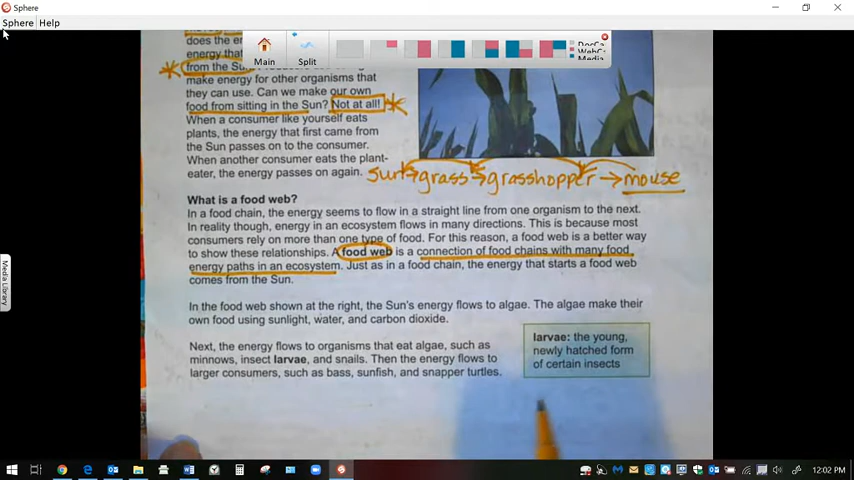 Sphere
Sphere Help
Main
Split
DocCa
WebCa
Media
does the en
energy that
from the Sun
make energy for other organisms that
they can use. Can we make our own
food from sitting in the Sun? Not at all!
When a consumer like yourself eats
plants, the energy that first came from
the Sun passes on to the consumer.
When another consumer eats the plant-
eater, the energy passes on again.
sun→grass→grasshopper→mouse
What is a food web?
In a food chain, the energy seems to flow in a straight line from one organism to the next.
In reality though, energy in an ecosystem flows in many directions. This is because most
consumers rely on more than one type of food. For this reason, a food web is a better way
to show these relationships. A food web is a connection of food chains with many food
energy paths in an ecosystem. Just as in a food chain, the energy that starts a food web
comes from the Sun.
In the food web shown at the right, the Sun's energy flows to algae. The algae make their
own food using sunlight, water, and carbon dioxide.
Next, the energy flows to organisms that eat algae, such as
minnows, insect larvae, and snails. Then the energy flows to
larger consumers, such as bass, sunfish, and snapper turtles.
larvae: the young,
newly hatched form
of certain insects
Media Library
12:02 PM